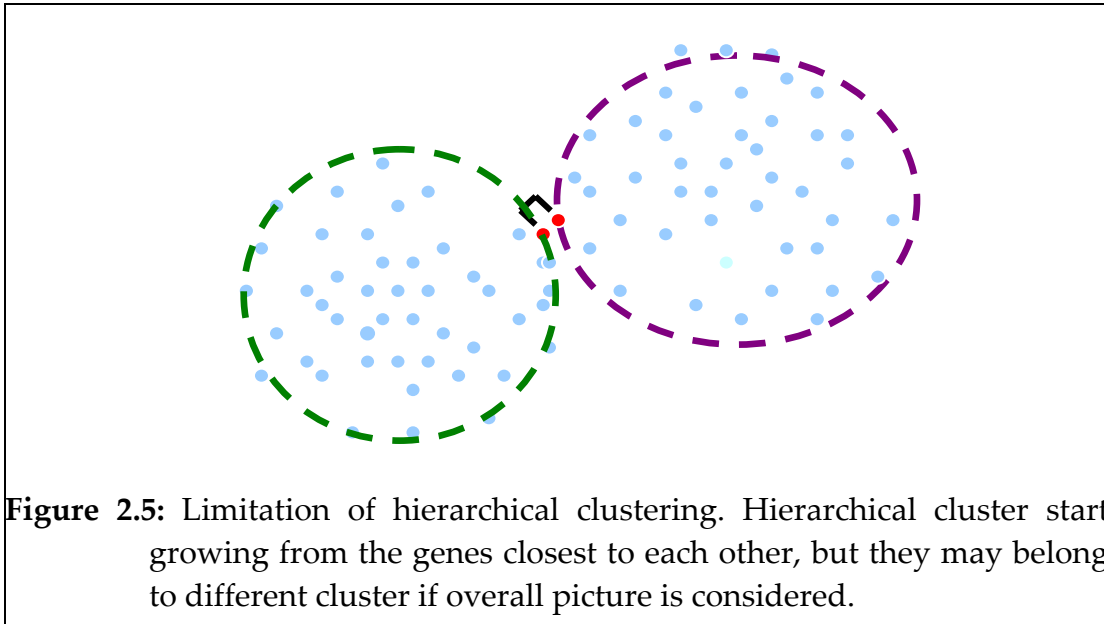 Figure 2.5: Limitation of hierarchical clustering. Hierarchical cluster start
growing from the genes closest to each other, but they may belong
to different cluster if overall picture is considered.